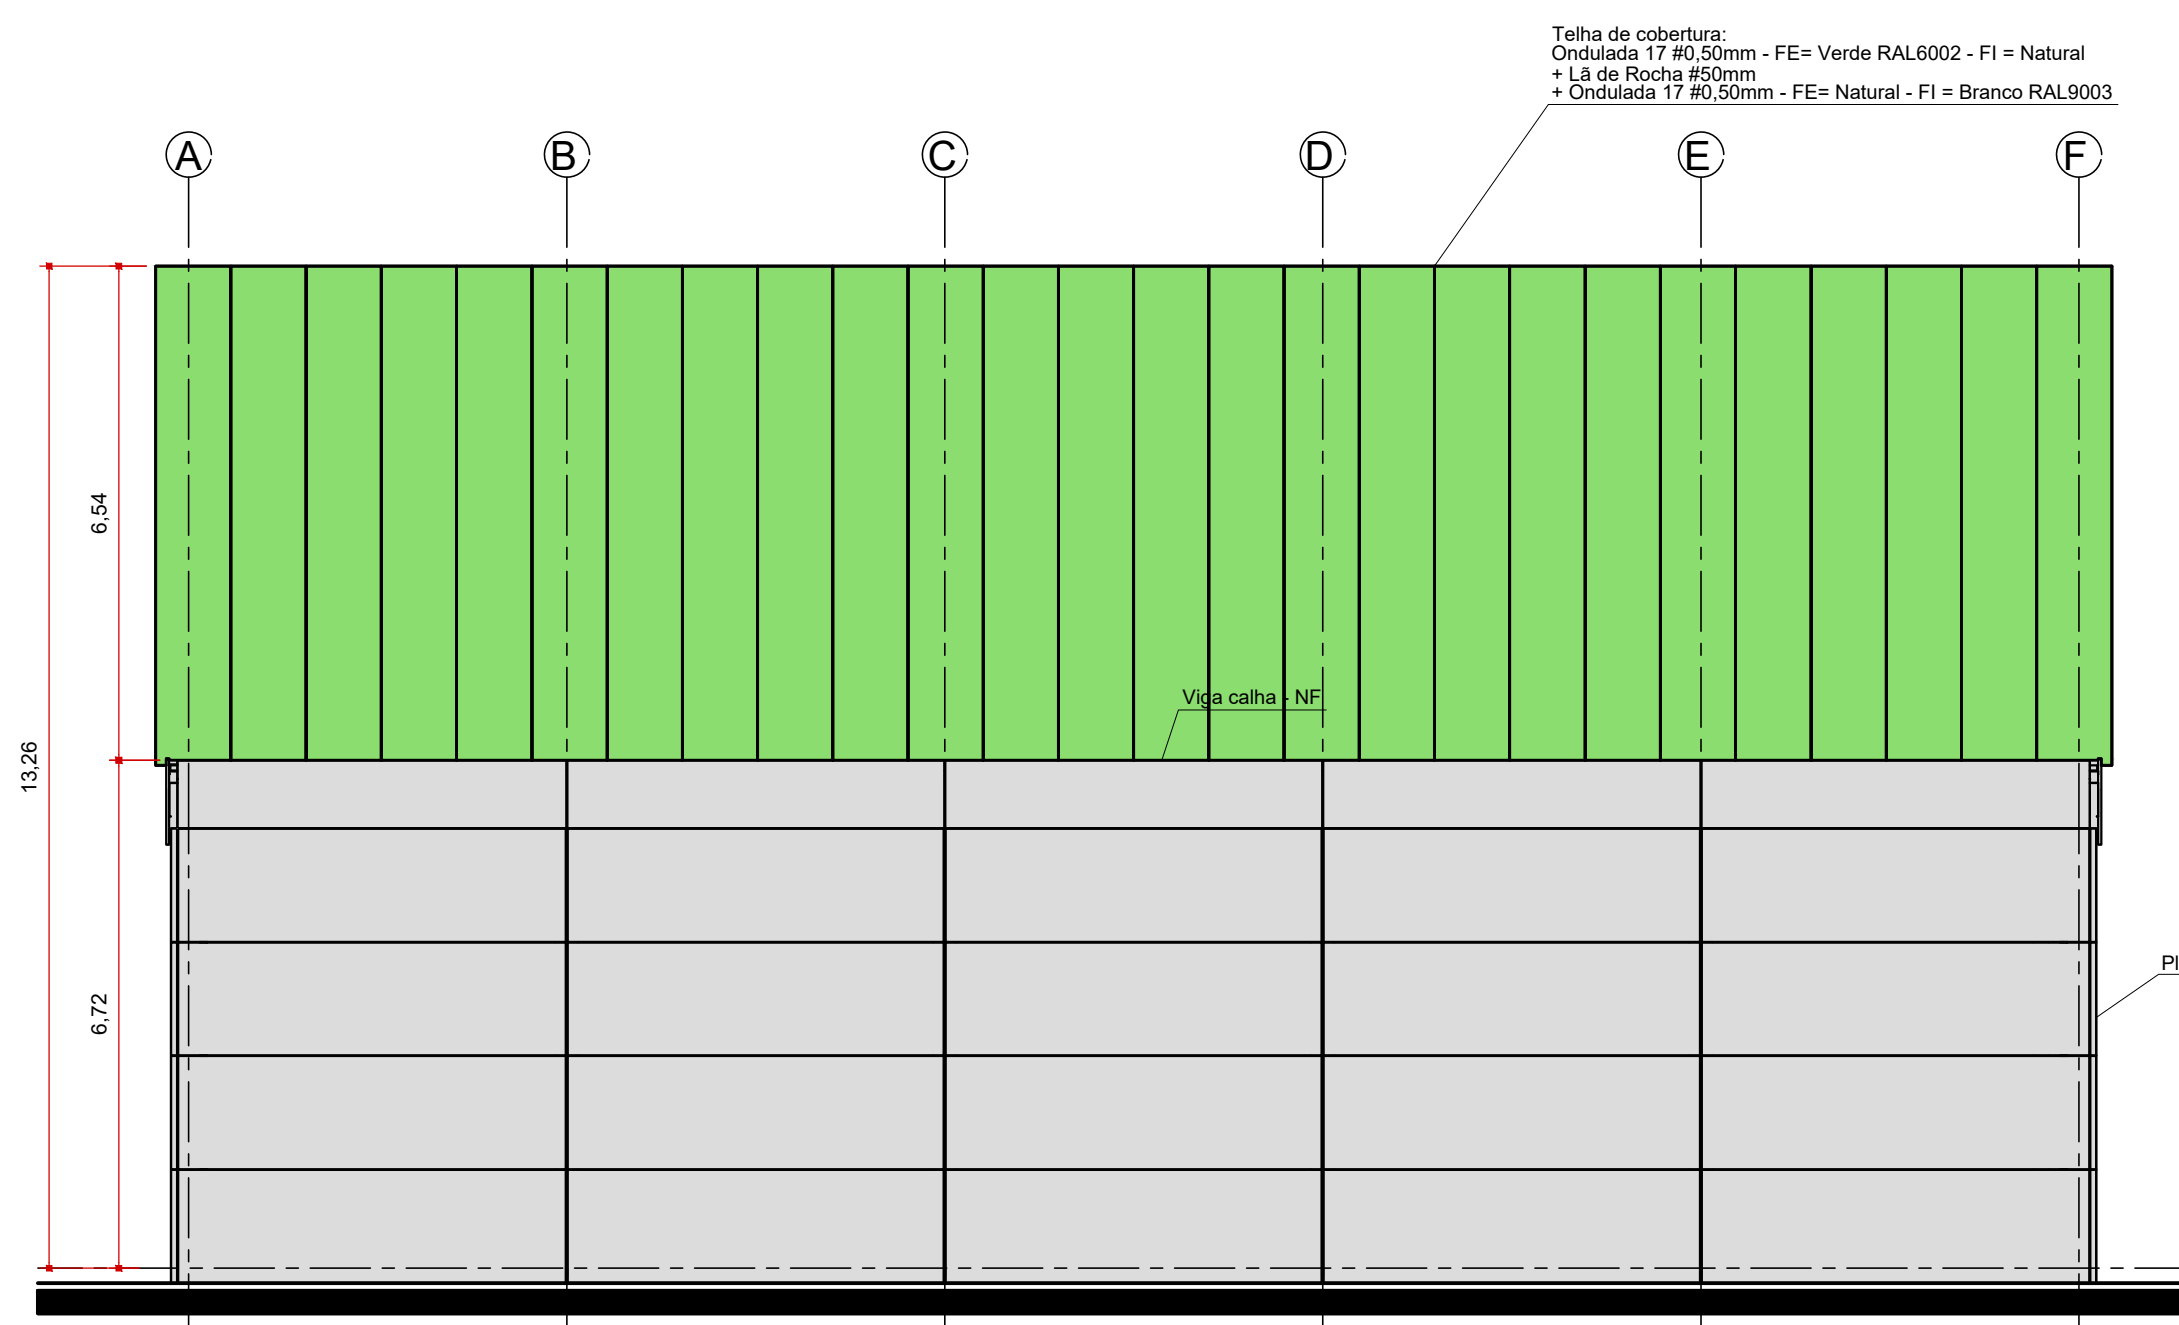 Telha de cobertura:
Ondulada 17 #0,50mm - FE= Verde RAL6002 - FI = Natural
+ Lã de Rocha #50mm
+ Ondulada 17 #0,50mm - FE= Natural - FI = Branco RAL9003
A
B
C
D
E
F
6,54
Viga calha - NF
13,26
Pl
6,72